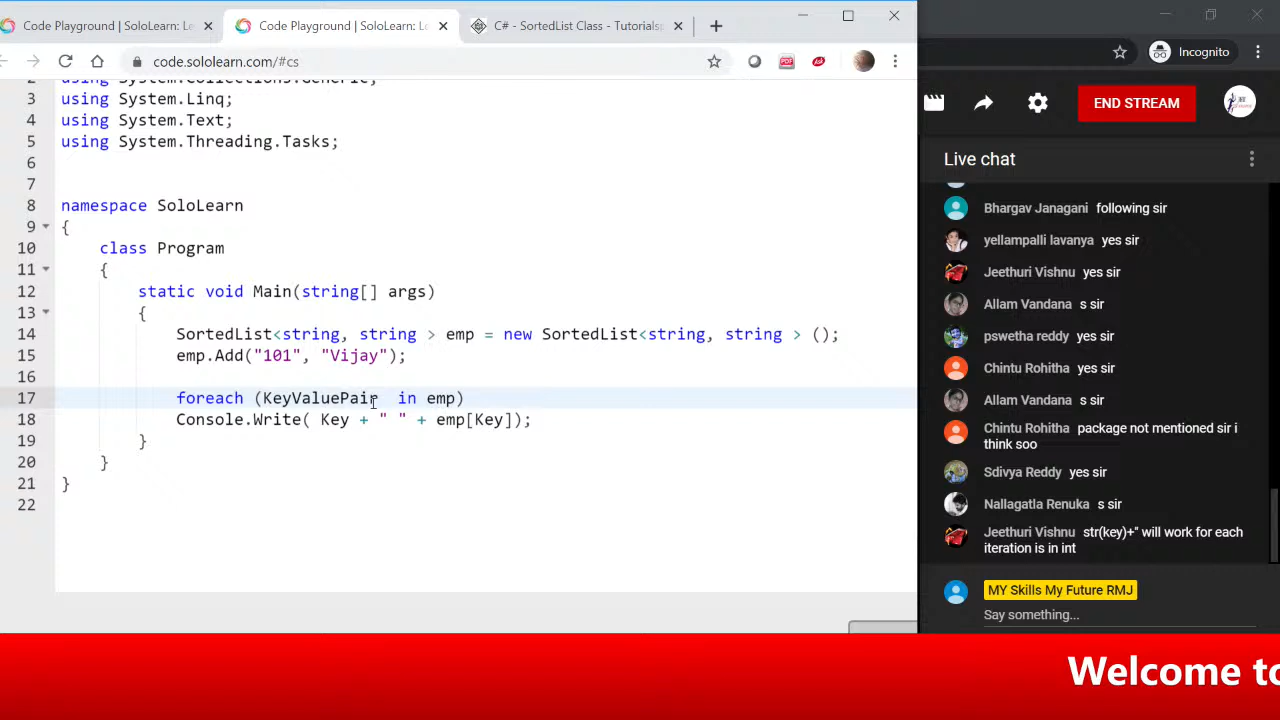 Code Playground | SoloLearn: Le
Code Playground | SoloLearn: Le
C# - SortedList Class - Tutorialsp
code.sololearn.com/#cs
PDF
Incognito
END STREAM
Live chat
2 using System.Collections.Generic;
3 using System.Linq;
4 using System.Text;
5 using System.Threading.Tasks;
6
7
8 namespace SoloLearn
9 {
10 class Program
11 {
12 static void Main(string[] args)
13 {
14 SortedList<string, string > emp = new SortedList<string, string > ();
15 emp.Add("101", "Vijay");
16
17 foreach (KeyValuePair in emp)
18 Console.Write( Key + " " + emp[Key]);
19 }
20 }
21 }
22
Bhargav Janagani following sir
yellampalli lavanya yes sir
Jeethuri Vishnu yes sir
Allam Vandana s sir
pswetha reddy yes sir
Chintu Rohitha yes sir
Allam Vandana s sir
Chintu Rohitha package not mentioned sir i
think soo
Sdivya Reddy yes sir
Nallagatla Renuka s sir
Jeethuri Vishnu str(key)+" will work for each
iteration is in int
MY Skills My Future RMJ
Say something...
Welcome to